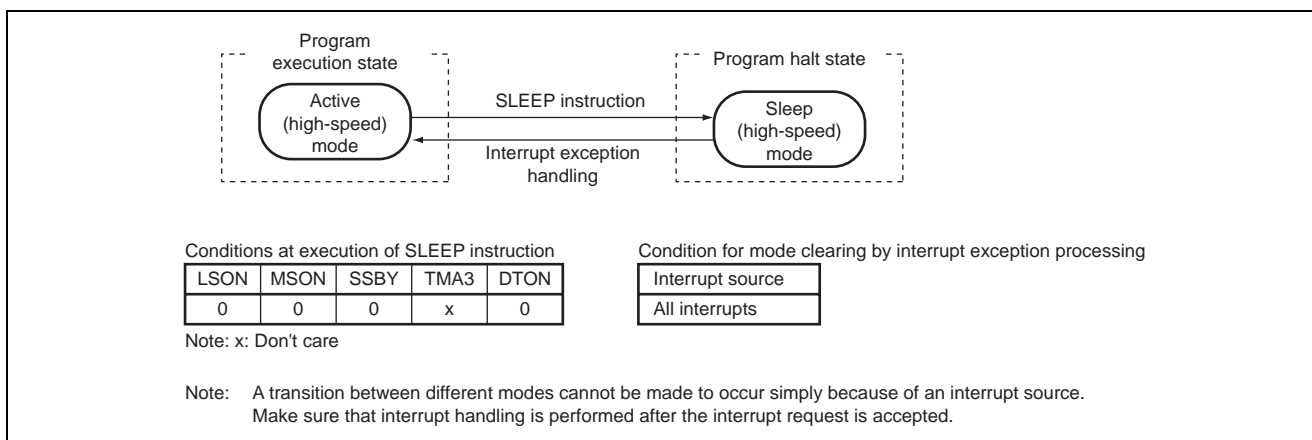 Program
execution state
Program halt state
Active
(high-speed)
mode
SLEEP instruction
Interrupt exception
handling
Sleep
(high-speed)
mode
Conditions at execution of SLEEP instruction
LSON MSON SSBY TMA3 DTON
0 0 0 x 0
Note: x: Don't care
Condition for mode clearing by interrupt exception processing
Interrupt source
All interrupts
Note: A transition between different modes cannot be made to occur simply because of an interrupt source.
Make sure that interrupt handling is performed after the interrupt request is accepted.